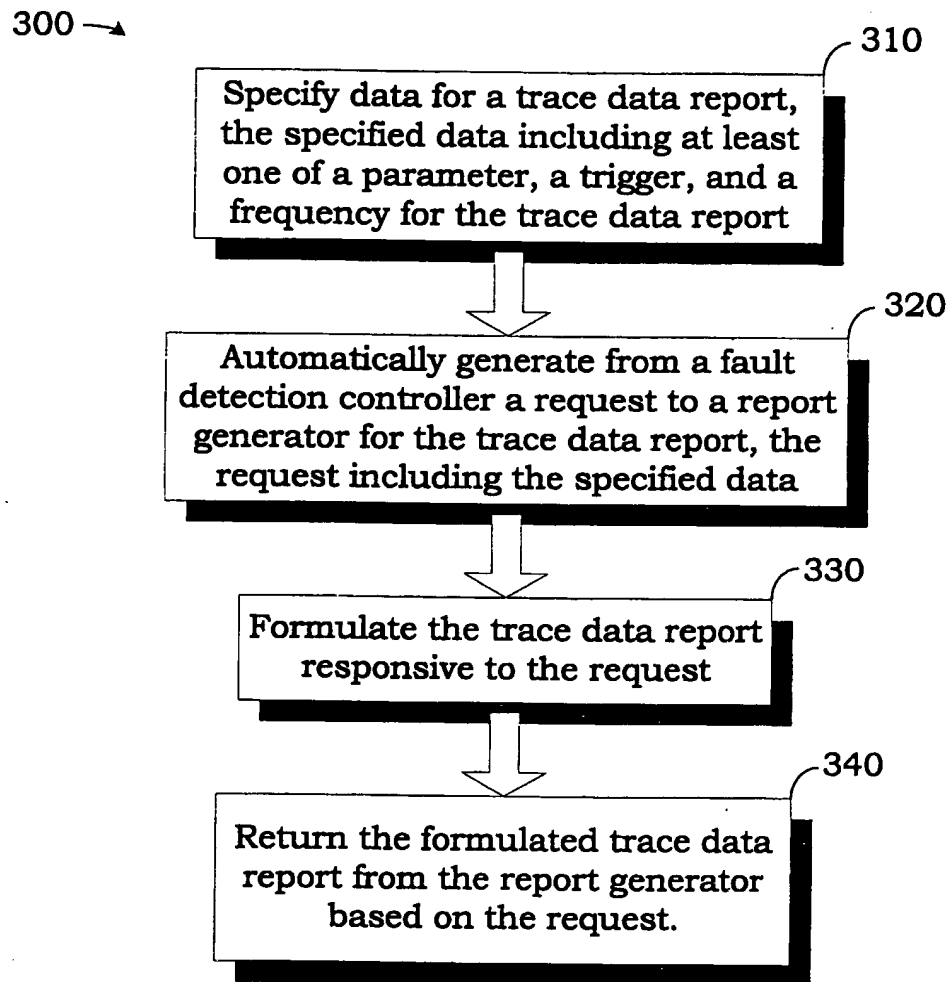 300
310
Specify data for a trace data report,
the specified data including at least
one of a parameter, a trigger, and a
frequency for the trace data report
320
Automatically generate from a fault
detection controller a request to a report
generator for the trace data report, the
request including the specified data
330
Formulate the trace data report
responsive to the request
340
Return the formulated trace data
report from the report generator
based on the request.